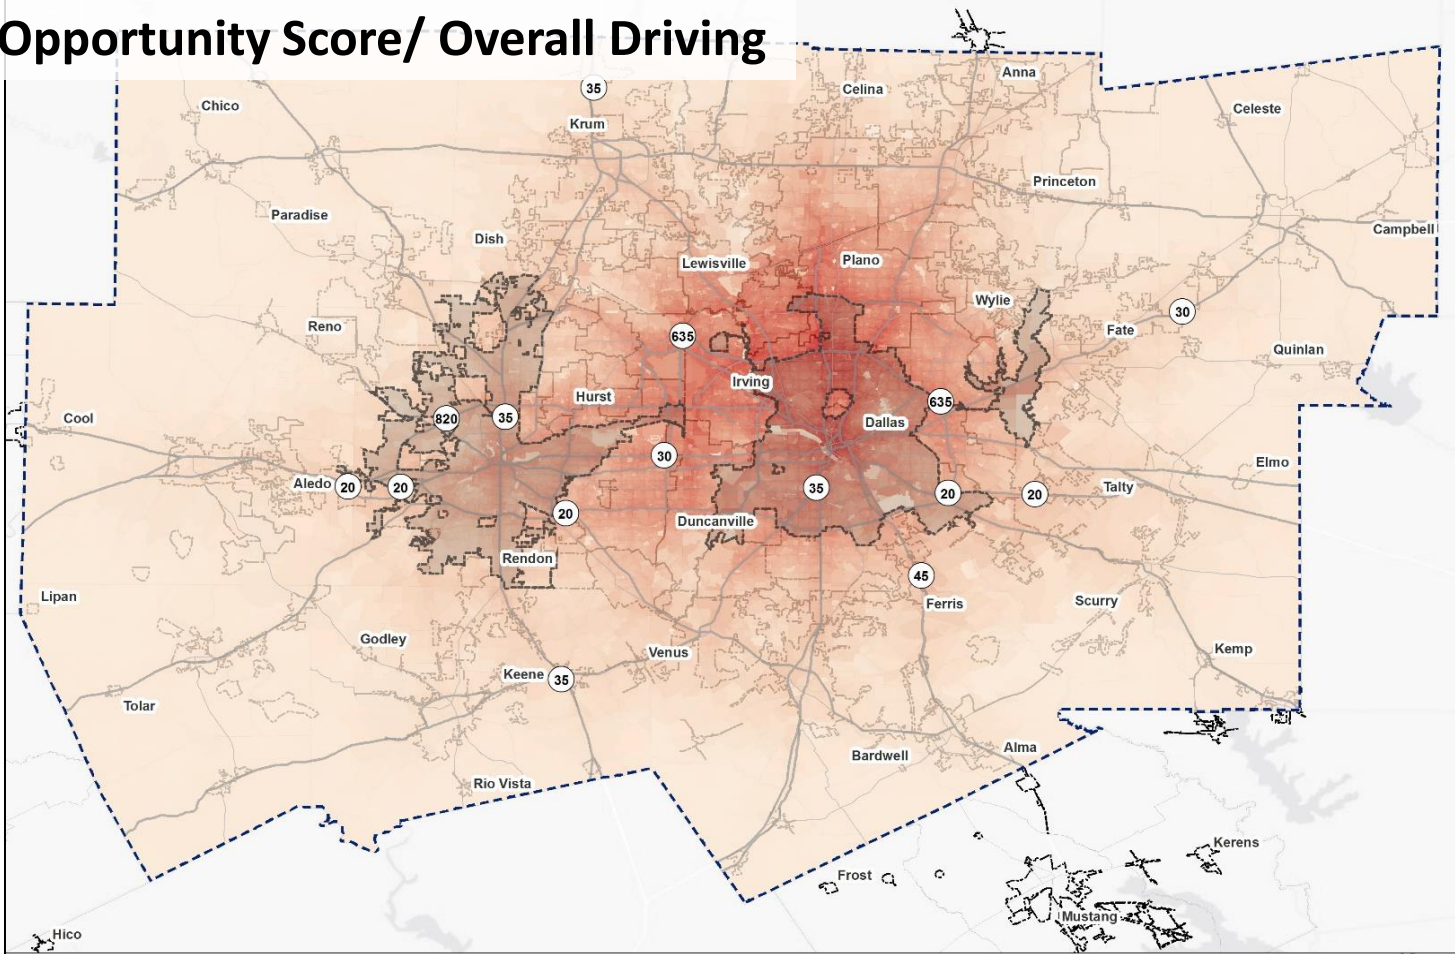 Opportunity Score/ Overall Driving
Anna
Celina
35
Chico
Celeste
Krum
Princeton
Paradise
Campbell
Dish
Lewisville
Plano
Wylie
30
Reno
Fate
635
Quinlan
Irving
Hurst
635
Cool
820
35
Dallas
30
Elmo
Aledo
20
20
35
20
20
Talty
20
Duncanville
Rendon
45
Lipan
Ferris
Scurry
Godley
Venus
Kemp
Keene
35
Tolar
Alma
Bardwell
Rio Vista
Kerens
Frost
Mustang
Hico